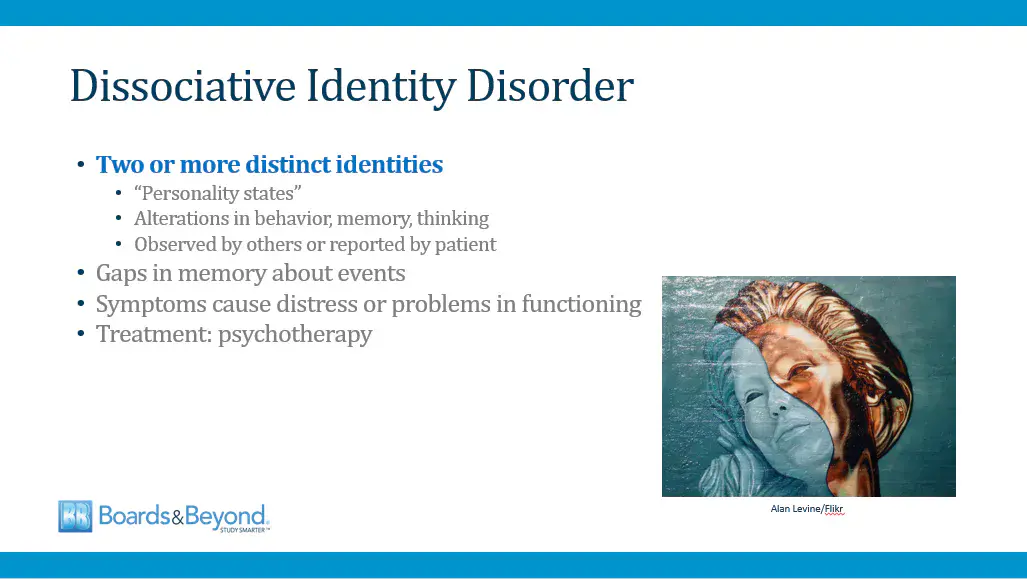 Dissociative Identity Disorder
• Two or more distinct identities
• “Personality states”
• Alterations in behavior, memory, thinking
• Observed by others or reported by patient
• Gaps in memory about events
• Symptoms cause distress or problems in functioning
• Treatment: psychotherapy
Alan Levine/Flikr
BB Boards&Beyond®
STUDY SMARTER™